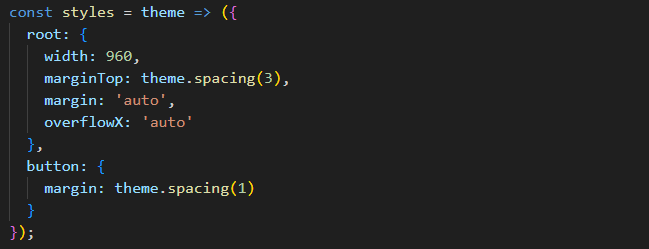 const styles = theme => ({
  root: {
    width: 960,
    marginTop: theme.spacing(3),
    margin: 'auto',
    overflowX: 'auto'
  },
  button: {
    margin: theme.spacing(1)
  }
});